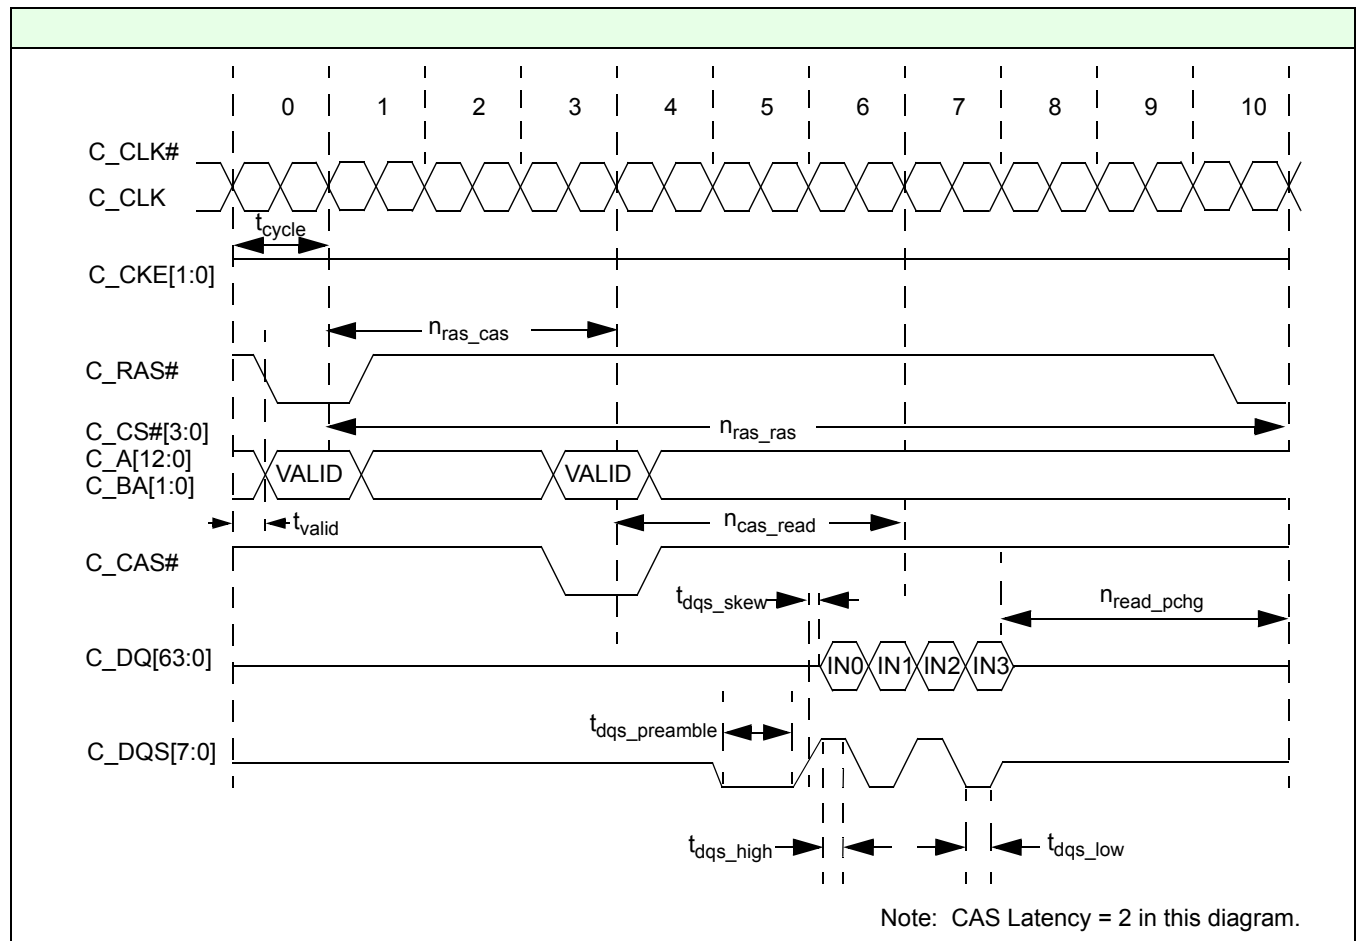 0 1 2 3 4 5 6 7 8 9 10
C_CLK#
C_CLK
tcycle
C_CKE[1:0]
nras_cas
C_RAS#
C_CS#[3:0]
nras_ras
C_A[12:0]
VALID VALID
C_BA[1:0]
tvalid
ncas_read
C_CAS#
tdqs_skew
nread_pchg
C_DQ[63:0]
IN0 IN1 IN2 IN3
tdqs_preamble
C_DQS[7:0]
tdqs_high
tdqs_low
Note: CAS Latency = 2 in this diagram.